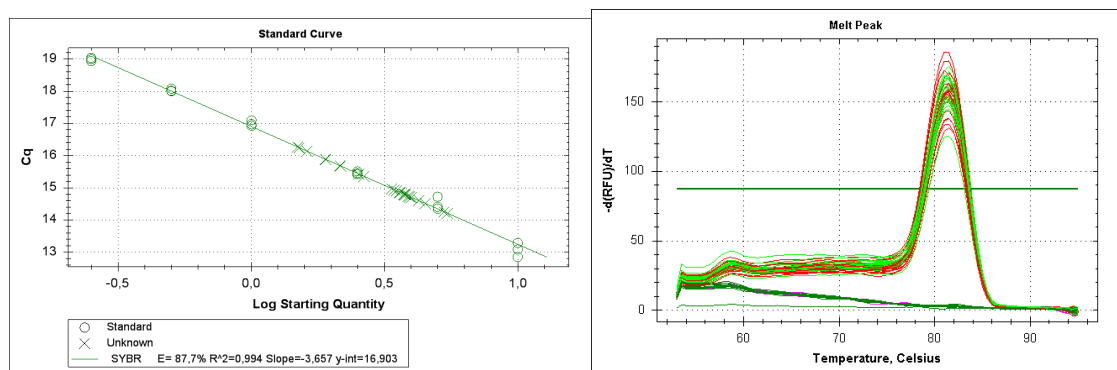 Standard Curve
19
18
17
16
15
14
13
Cq
-0,5 0,0 0,5 1,0
Log Starting Quantity
Standard
Unknown
SYBR E= 87,7% R^2=0,994 Slope=-3,657 y-int=16,903
Melt Peak
150
100
50
0
-d(RFU)/dT
60 70 80 90
Temperature, Celsius